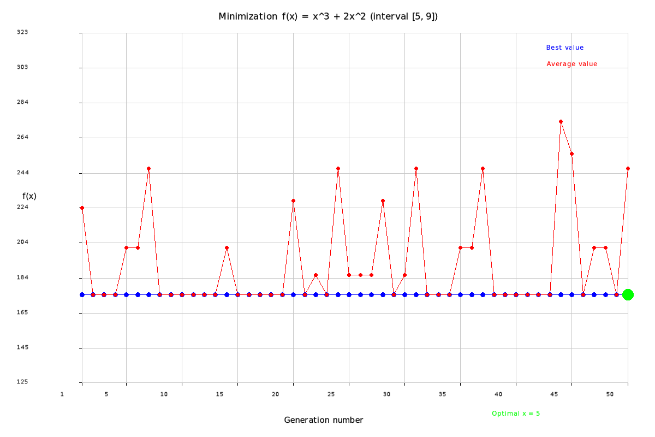 Minimization f(x) = x^3 + 2x^2 (interval [5, 9])
323
Best value
303
Average value
284
264
244
f(x)
224
204
184
165
145
125
1 5 10 15 20 25 30 35 40 45 50
Optimal x = 5
Generation number